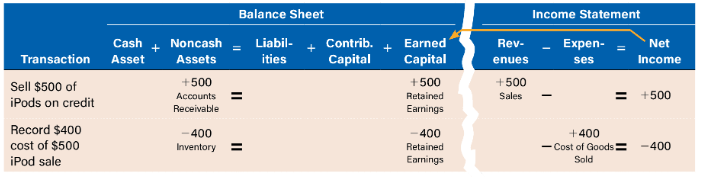 Balance Sheet Income Statement
Cash + Noncash = Liabil- + Contrib. + Earned Rev- − Expen- = Net
Transaction Asset Assets ities Capital Capital enues ses Income
Sell $500 of +500 +500 +500
iPods on credit Accounts = Retained Sales − = +500
Receivable Earnings
Record $400 −400 −400 +400
cost of $500 Inventory = Retained − Cost of Goods = −400
iPod sale Earnings Sold